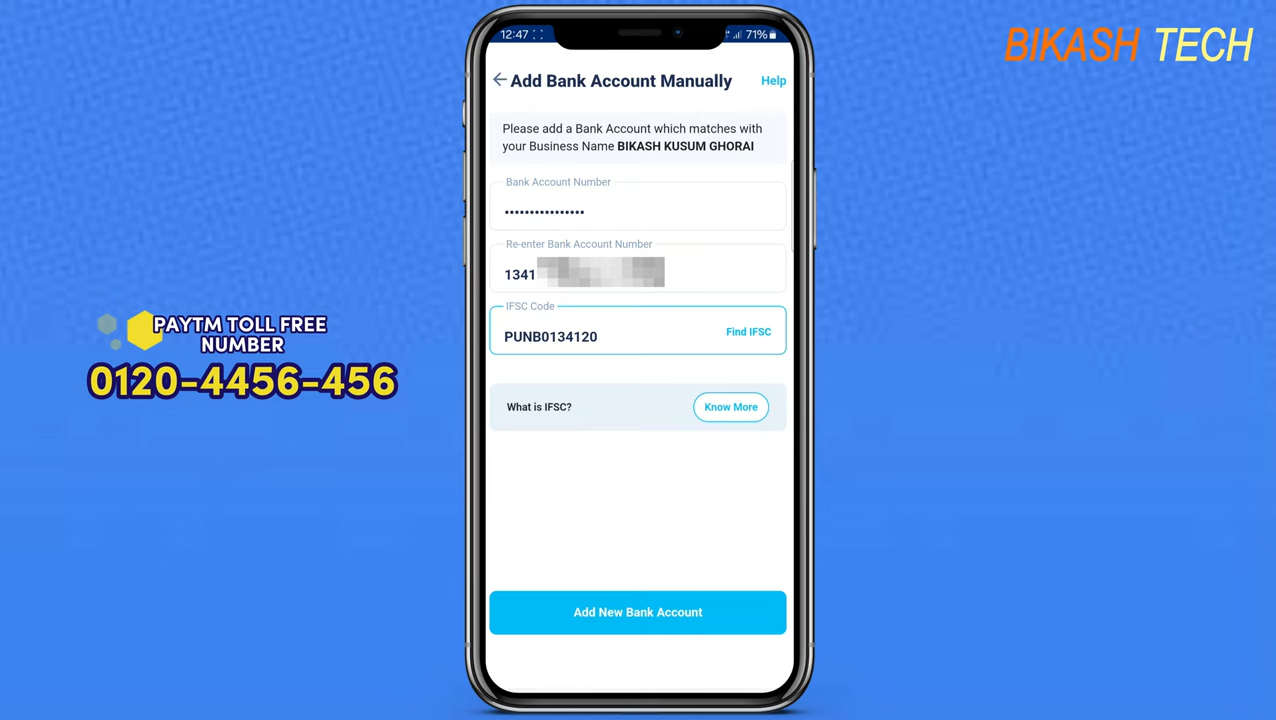 BIKASH TECH
12:47
71%
Add Bank Account Manually
Help
Please add a Bank Account which matches with
your Business Name BIKASH KUSUM GHORAI
Bank Account Number
••••••••••••••••
Re-enter Bank Account Number
1341
IFSC Code
PUNB0134120
Find IFSC
What is IFSC?
Know More
Add New Bank Account
PAYTM TOLL FREE
NUMBER
0120-4456-456